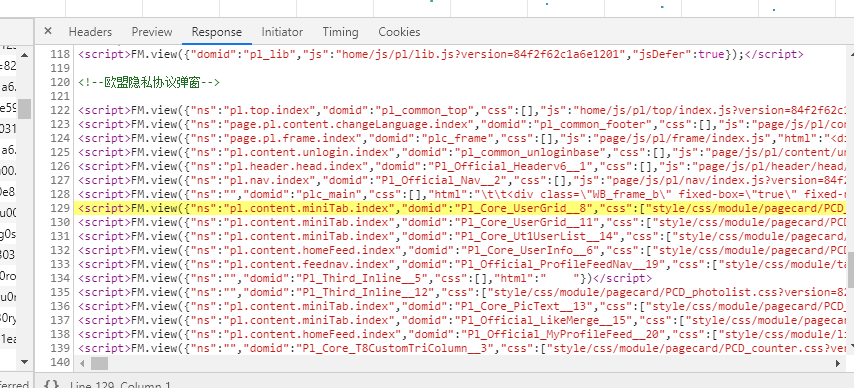 × Headers Preview Response Initiator Timing Cookies
118 <script>FM.view({"domid":"pl_lib","js":"home/js/pl/lib.js?version=84f2f62c1a6e1201","jsDefer":true});</script>
119
120 <!--欧盟隐私协议弹窗-->
121
122 <script>FM.view({"ns":"pl.top.index","domid":"pl_common_top","css":[],"js":"home/js/pl/top/index.js?version=84f2f62c1
123 <script>FM.view({"ns":"page.pl.content.changeLanguage.index","domid":"pl_common_footer","css":[],"js":"page/js/pl/con
124 <script>FM.view({"ns":"page.pl.frame.index","domid":"plc_frame","css":[],"js":"page/js/pl/frame/index.js","html":"<di
125 <script>FM.view({"ns":"pl.content.unlogin.index","domid":"pl_common_unloginbase","css":[],"js":"page/js/pl/content/un
126 <script>FM.view({"ns":"pl.header.head.index","domid":"Pl_Official_Headerv6__1","css":[],"js":"page/js/pl/header/head/
127 <script>FM.view({"ns":"pl.nav.index","domid":"Pl_Official_Nav__2","css":[],"js":"page/js/pl/nav/index.js?version=84f2
128 <script>FM.view({"ns":"","domid":"plc_main","css":[],"html":"\t\t<div class=\"WB_frame_b\" fixed-box=\"true\" fixed-
129 <script>FM.view({"ns":"pl.content.miniTab.index","domid":"Pl_Core_UserGrid__8","css":["style/css/module/pagecard/PCD_
130 <script>FM.view({"ns":"pl.content.miniTab.index","domid":"Pl_Core_UserGrid__11","css":["style/css/module/pagecard/PCD
131 <script>FM.view({"ns":"pl.content.miniTab.index","domid":"Pl_Core_Ut1UserList__14","css":["style/css/module/pagecard/
132 <script>FM.view({"ns":"pl.content.homeFeed.index","domid":"Pl_Core_UserInfo__6","css":["style/css/module/pagecard/PCD
133 <script>FM.view({"ns":"pl.content.feednav.index","domid":"Pl_Official_ProfileFeedNav__19","css":["style/css/module/ta
134 <script>FM.view({"ns":"","domid":"Pl_Third_Inline__5","css":[],"html":" "})</script>
135 <script>FM.view({"ns":"","domid":"Pl_Third_Inline__12","css":["style/css/module/pagecard/PCD_photolist.css?version=82
136 <script>FM.view({"ns":"pl.content.miniTab.index","domid":"Pl_Core_PicText__13","css":["style/css/module/pagecard/PCD_
137 <script>FM.view({"ns":"pl.content.miniTab.index","domid":"Pl_Official_LikeMerge__15","css":["style/css/module/pagecar
138 <script>FM.view({"ns":"pl.content.homeFeed.index","domid":"Pl_Official_MyProfileFeed__20","css":["style/css/module/li
139 <script>FM.view({"ns":"","domid":"Pl_Core_T8CustomTriColumn__3","css":["style/css/module/pagecard/PCD_counter.css?ver
140
{} Line 129, Column 1